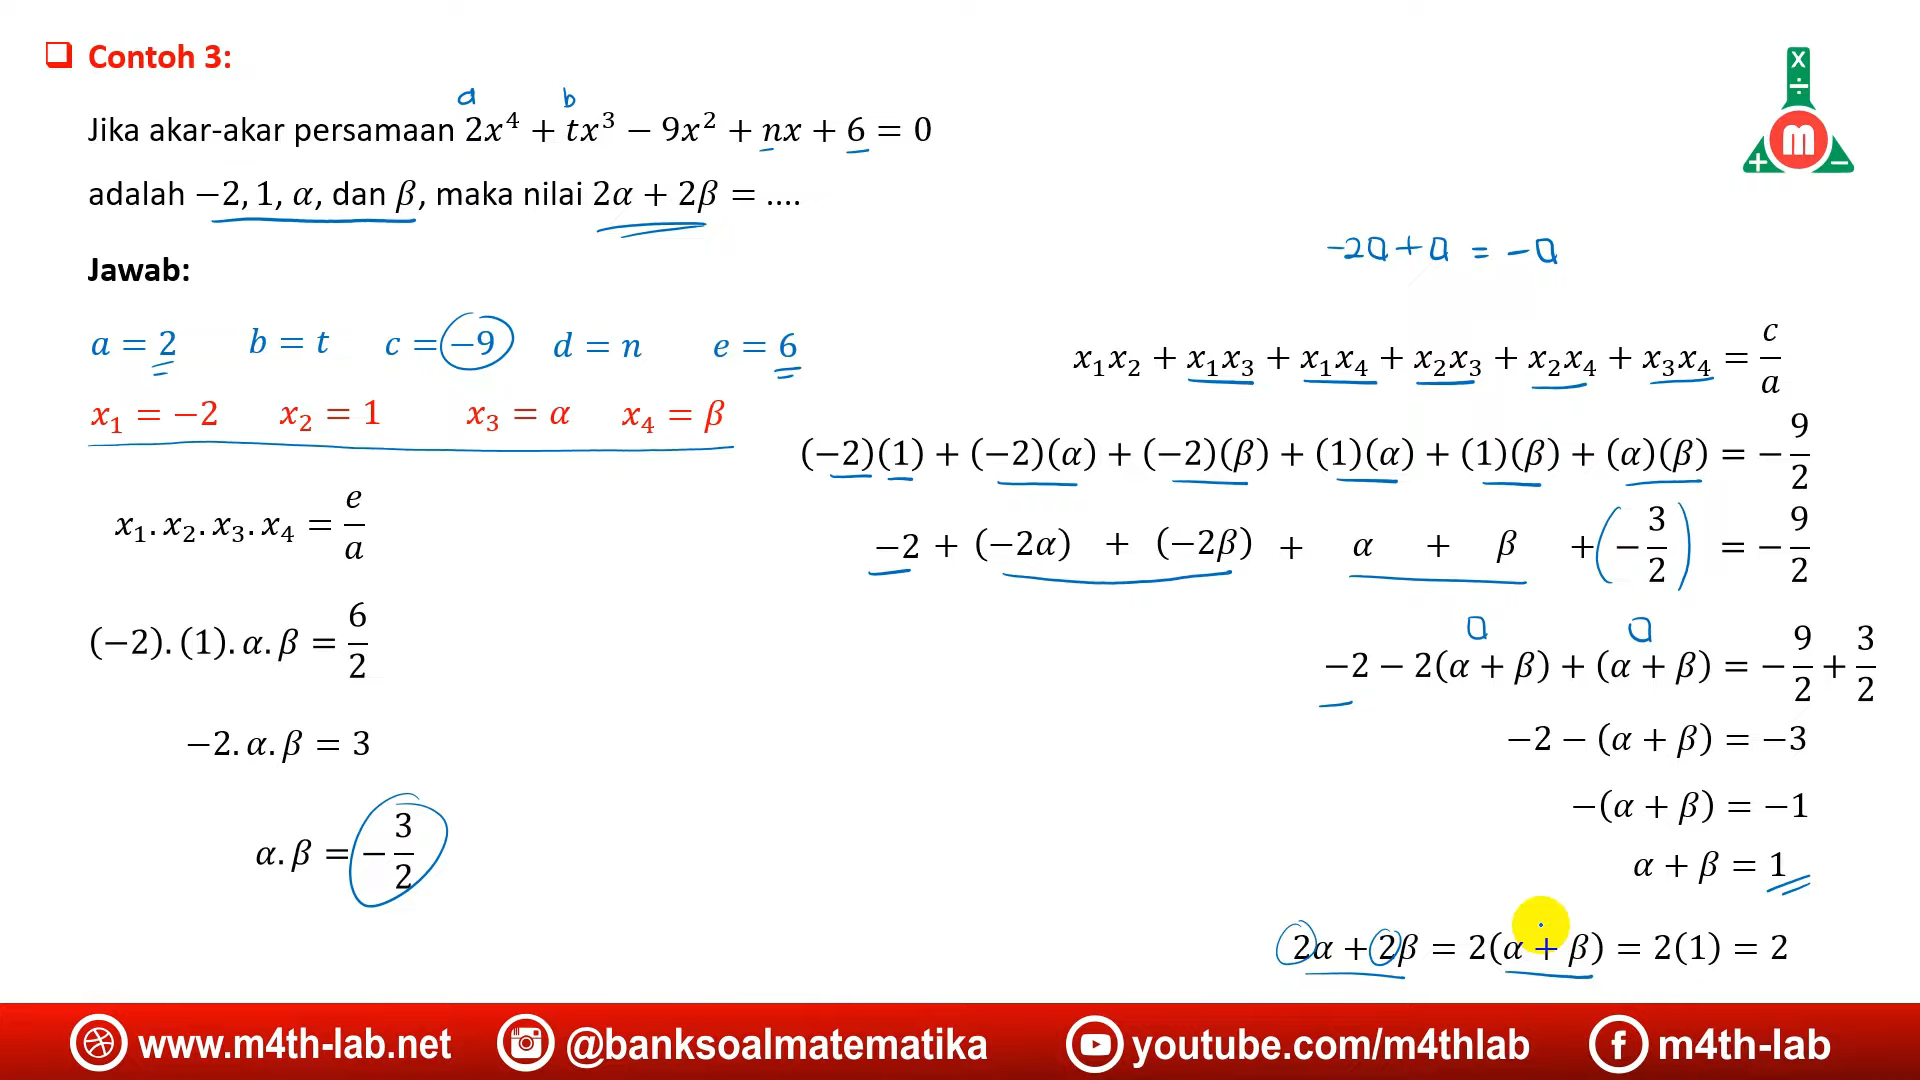 Contoh 3:
a b
Jika akar-akar persamaan 2x⁴ + tx³ − 9x² + nx + 6 = 0
adalah −2, 1, α, dan β, maka nilai 2α + 2β = ....
Jawab:
a = 2 b = t c = −9 d = n e = 6
x₁ = −2 x₂ = 1 x₃ = α x₄ = β
x₁. x₂. x₃. x₄ = e/a
(−2). (1). α. β = 6/2
−2. α. β = 3
α. β = −3/2
X ÷ m + −
−2a + a = −a
x₁x₂ + x₁x₃ + x₁x₄ + x₂x₃ + x₂x₄ + x₃x₄ = c/a
(−2)(1) + (−2)(α) + (−2)(β) + (1)(α) + (1)(β) + (α)(β) = −9/2
−2 + (−2α) + (−2β) + α + β + (−3/2) = −9/2
a a
−2 − 2(α + β) + (α + β) = −9/2 + 3/2
−2 − (α + β) = −3
−(α + β) = −1
α + β = 1
2α + 2β = 2(α + β) = 2(1) = 2
www.m4th-lab.net @banksoalmatematika youtube.com/m4thlab m4th-lab